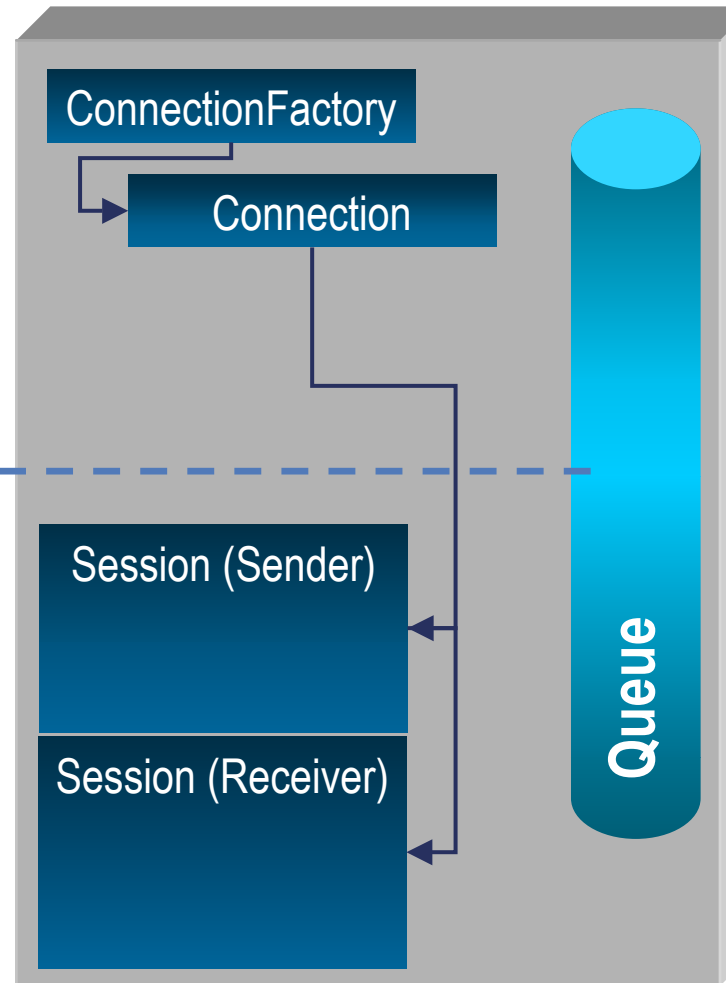 ConnectionFactory
Connection
Session (Sender)
Session (Receiver)
Queue